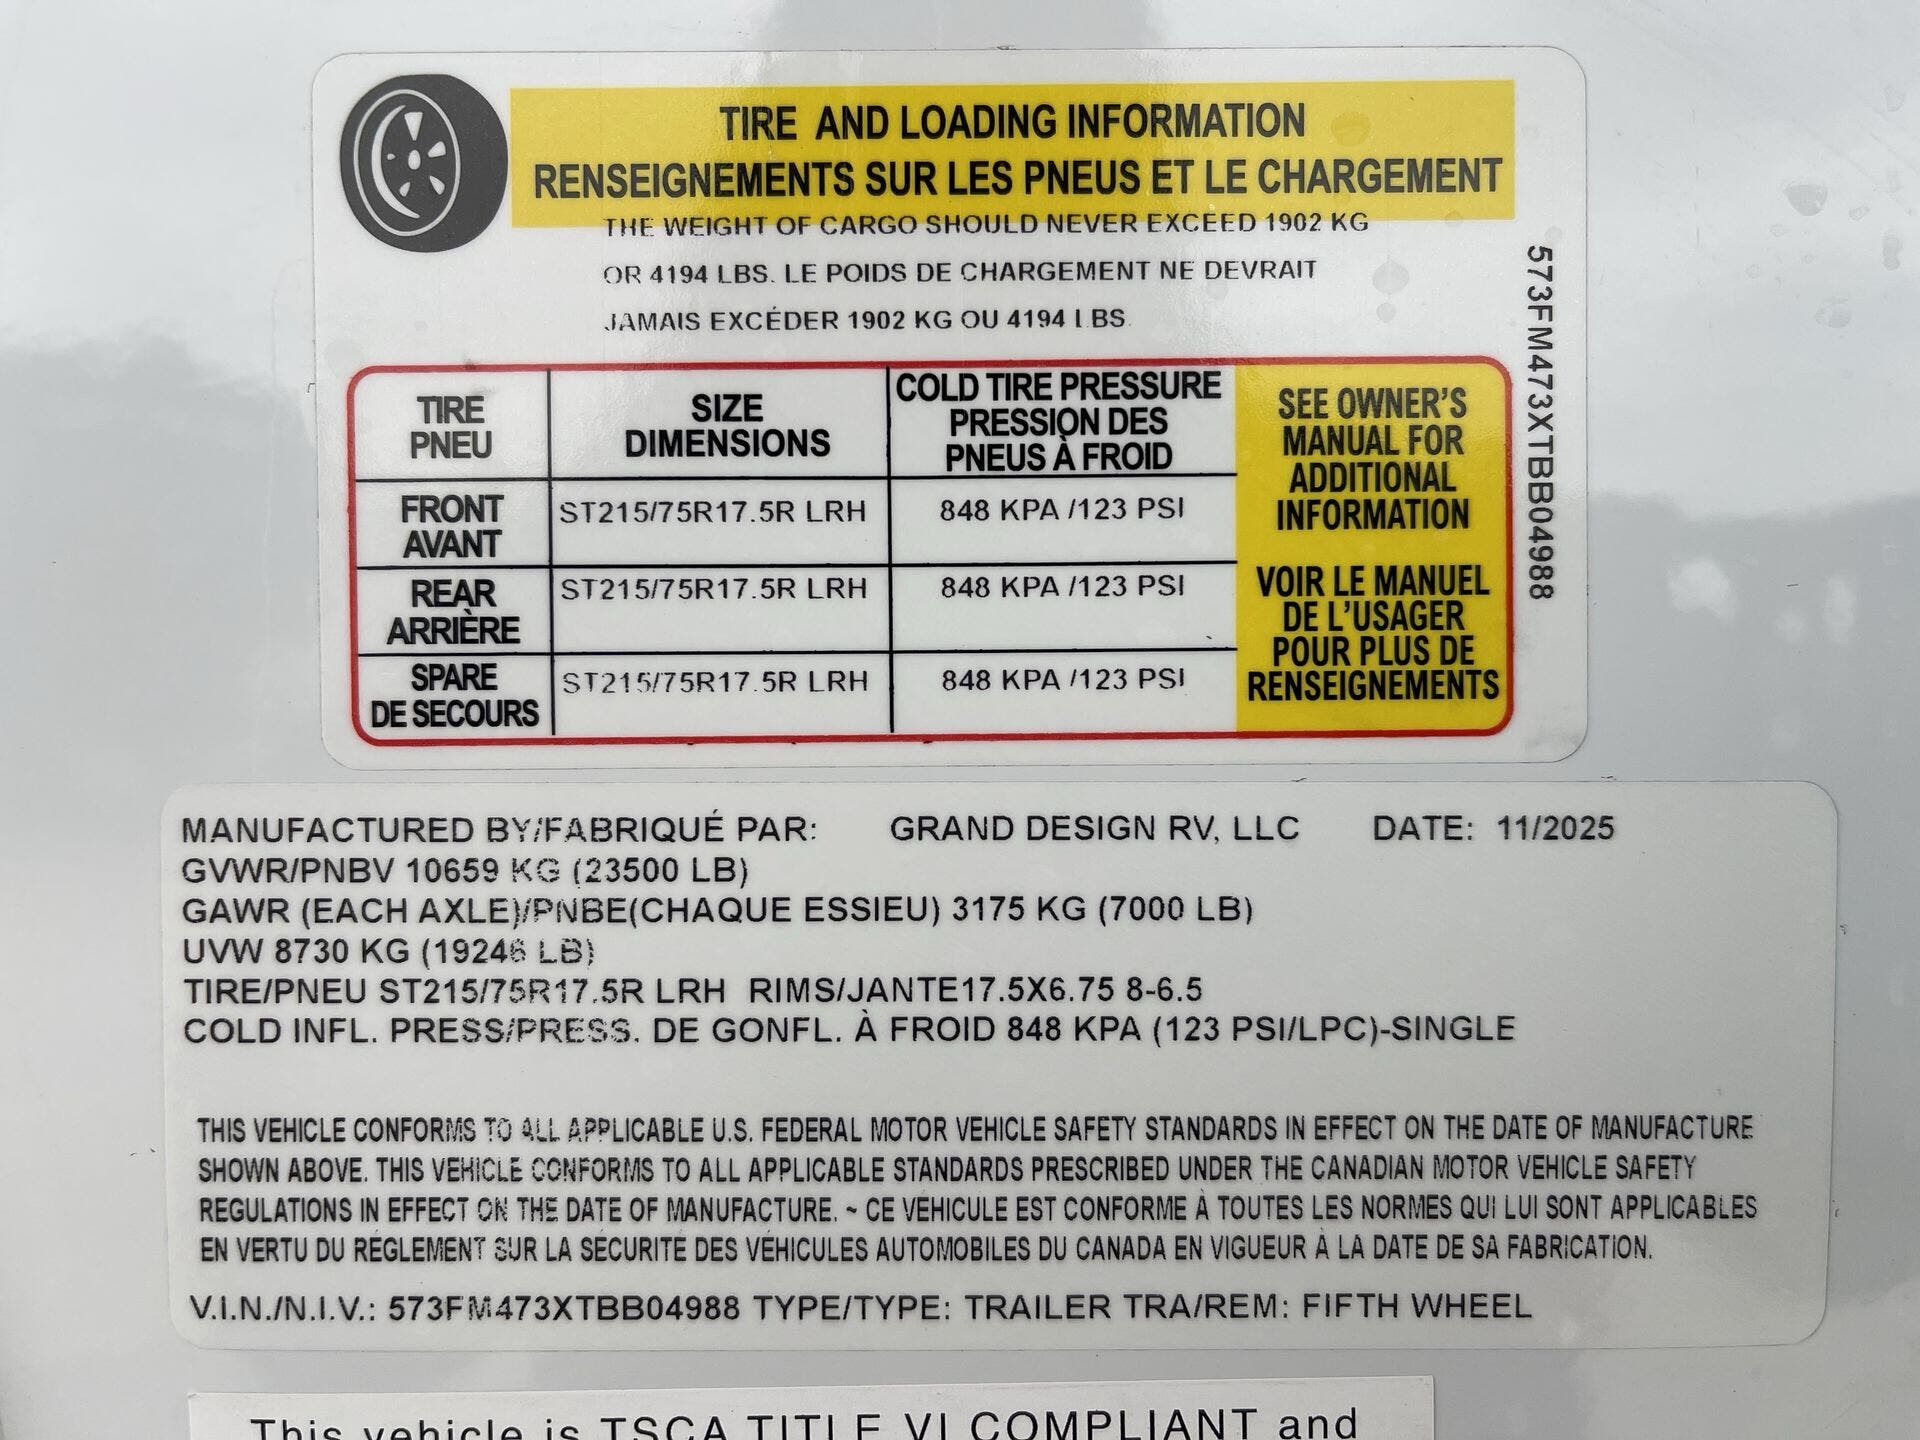 TIRE AND LOADING INFORMATION
RENSEIGNEMENTS SUR LES PNEUS ET LE CHARGEMENT
THE WEIGHT OF CARGO SHOULD NEVER EXCEED 1902 KG
OR 4194 LBS. LE POIDS DE CHARGEMENT NE DEVRAIT
JAMAIS EXCÉDER 1902 KG OU 4194 LBS.
TIRE
PNEU
SIZE
DIMENSIONS
COLD TIRE PRESSURE
PRESSION DES
PNEUS À FROID
FRONT
AVANT
ST215/75R17.5R LRH
848 KPA /123 PSI
REAR
ARRIÈRE
ST215/75R17.5R LRH
848 KPA /123 PSI
SPARE
DE SECOURS
ST215/75R17.5R LRH
848 KPA /123 PSI
SEE OWNER'S
MANUAL FOR
ADDITIONAL
INFORMATION
VOIR LE MANUEL
DE L'USAGER
POUR PLUS DE
RENSEIGNEMENTS
573FM473XTBB04988
MANUFACTURED BY/FABRIQUÉ PAR: GRAND DESIGN RV, LLC DATE: 11/2025
GVWR/PNBV 10659 KG (23500 LB)
GAWR (EACH AXLE)/PNBE(CHAQUE ESSIEU) 3175 KG (7000 LB)
UVW 8730 KG (19246 LB)
TIRE/PNEU ST215/75R17.5R LRH RIMS/JANTE17.5X6.75 8-6.5
COLD INFL. PRESS/PRESS. DE GONFL. À FROID 848 KPA (123 PSI/LPC)-SINGLE
THIS VEHICLE CONFORMS TO ALL APPLICABLE U.S. FEDERAL MOTOR VEHICLE SAFETY STANDARDS IN EFFECT ON THE DATE OF MANUFACTURE
SHOWN ABOVE. THIS VEHICLE CONFORMS TO ALL APPLICABLE STANDARDS PRESCRIBED UNDER THE CANADIAN MOTOR VEHICLE SAFETY
REGULATIONS IN EFFECT ON THE DATE OF MANUFACTURE. ~ CE VÉHICULE EST CONFORME À TOUTES LES NORMES QUI LUI SONT APPLICABLES
EN VERTU DU RÉGLEMENT SUR LA SÉCURITÉ DES VÉHICULES AUTOMOBILES DU CANADA EN VIGUEUR À LA DATE DE SA FABRICATION.
V.I.N./N.I.V.: 573FM473XTBB04988 TYPE/TYPE: TRAILER TRA/REM: FIFTH WHEEL
This vehicle is TSCA TITLE VI COMPLIANT and